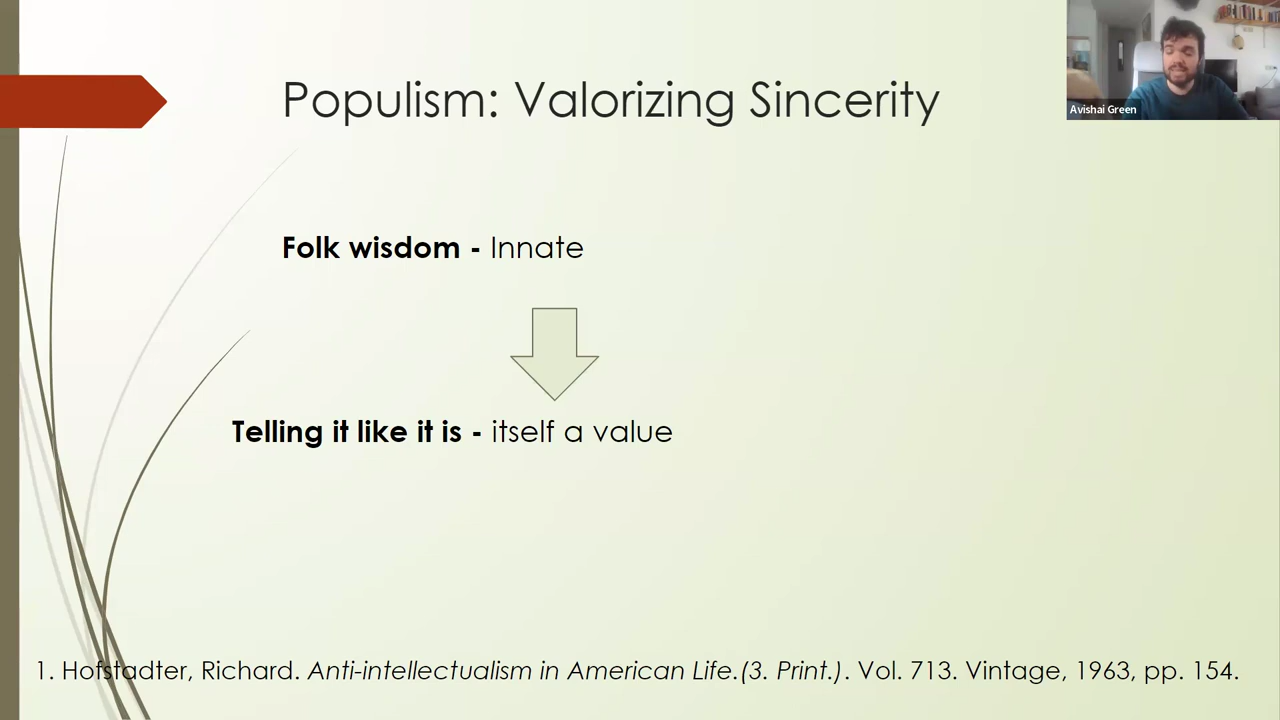 Populism: Valorizing Sincerity
Avishai Green
Folk wisdom - Innate
Telling it like it is - itself a value
1. Hofstadter, Richard. Anti-intellectualism in American Life.(3. Print.). Vol. 713. Vintage, 1963, pp. 154.